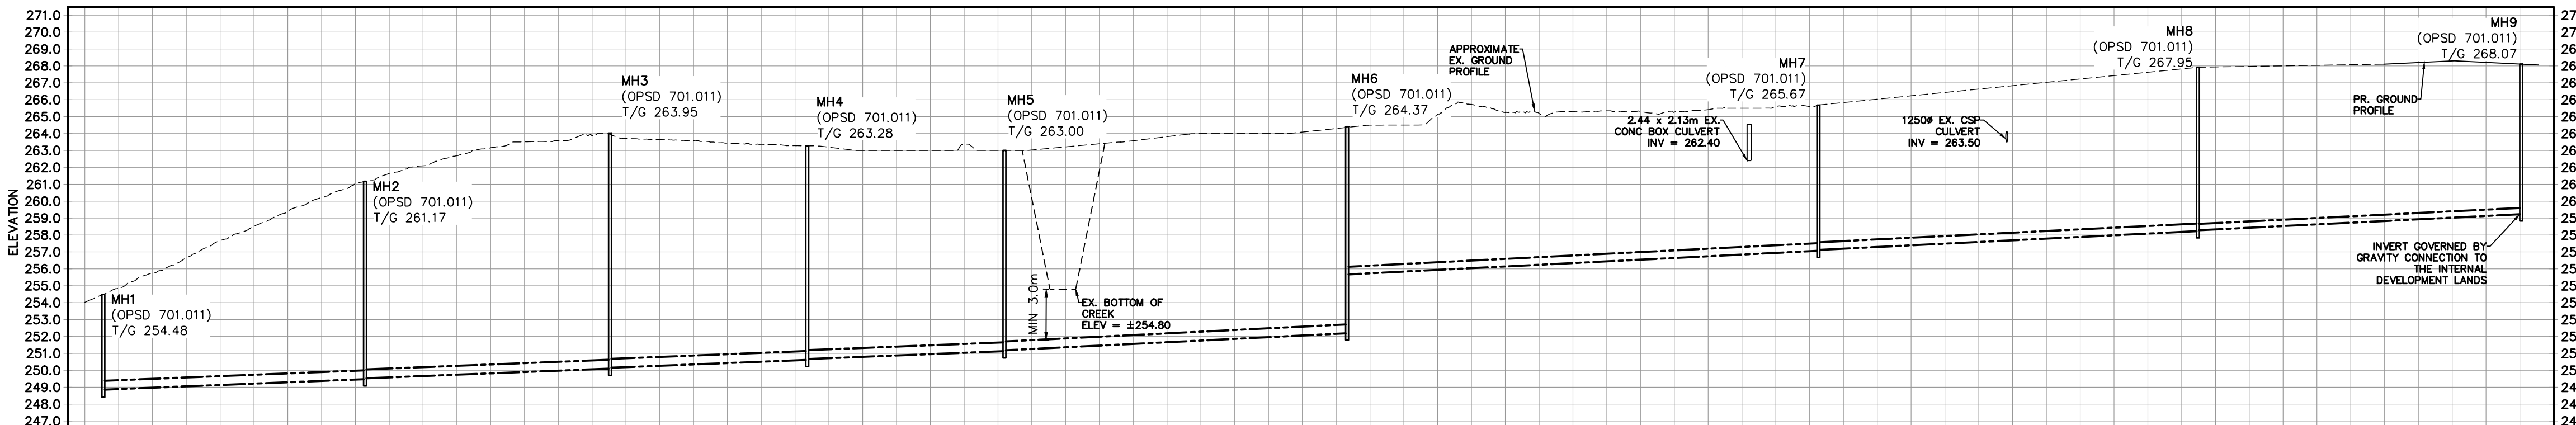 271.0
270.0
269.0
268.0
267.0
266.0
265.0
264.0
263.0
262.0
261.0
260.0
259.0
258.0
257.0
256.0
255.0
254.0
253.0
252.0
251.0
250.0
249.0
248.0
247.0
ELEVATION
MH1
(OPSD 701.011)
T/G 254.48
MH2
(OPSD 701.011)
T/G 261.17
MH3
(OPSD 701.011)
T/G 263.95
MH4
(OPSD 701.011)
T/G 263.28
MH5
(OPSD 701.011)
T/G 263.00
MIN 3.0m
EX. BOTTOM OF
CREEK
ELEV = ±254.80
MH6
(OPSD 701.011)
T/G 264.37
APPROXIMATE
EX. GROUND
PROFILE
2.44 x 2.13m EX.
CONC BOX CULVERT
INV = 262.40
MH7
(OPSD 701.011)
T/G 265.67
1250ø EX. CSP
CULVERT
INV = 263.50
MH8
(OPSD 701.011)
T/G 267.95
PR. GROUND
PROFILE
MH9
(OPSD 701.011)
T/G 268.07
INVERT GOVERNED BY
GRAVITY CONNECTION TO
THE INTERNAL
DEVELOPMENT LANDS